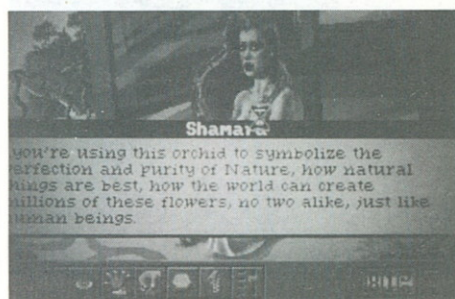 Shamara
you're using this orchid to symbolize the
erfection and purity of Nature, how natural
hings are best, how the world can create
illions of these flowers, no two alike, just like
uman beings.